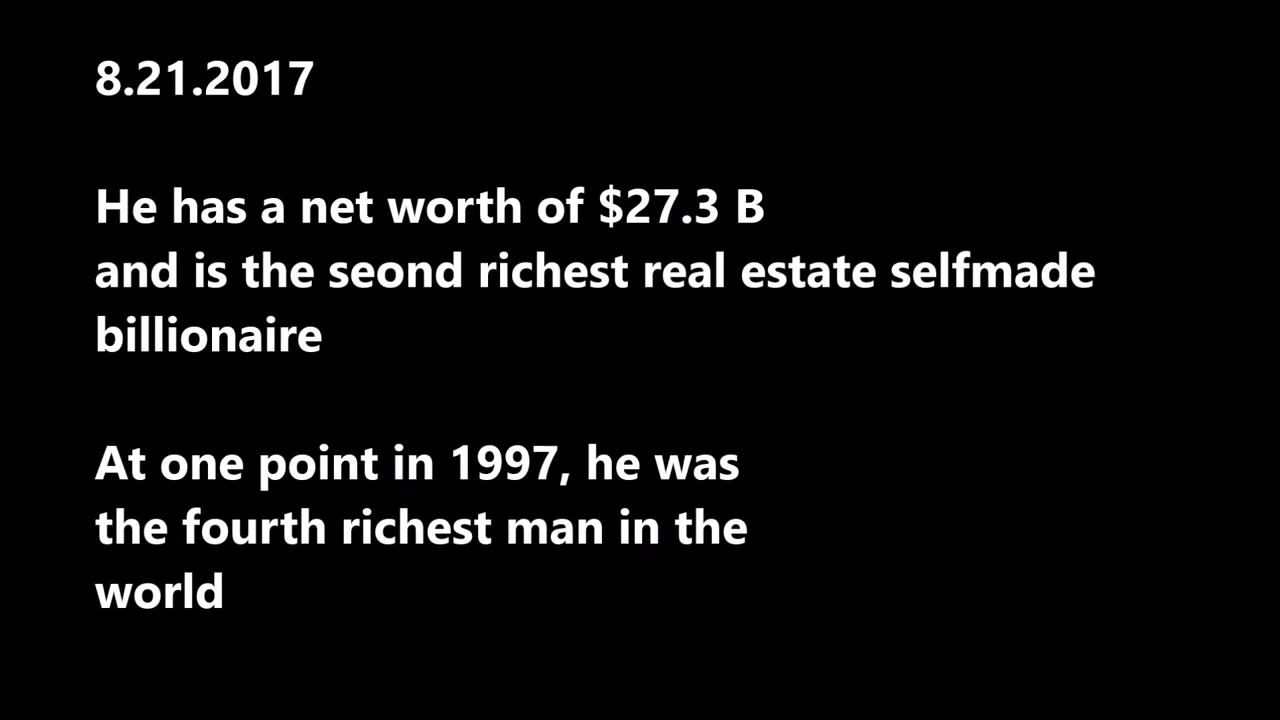 8.21.2017
He has a net worth of $27.3 B
and is the seond richest real estate selfmade
billionaire
At one point in 1997, he was
the fourth richest man in the
world